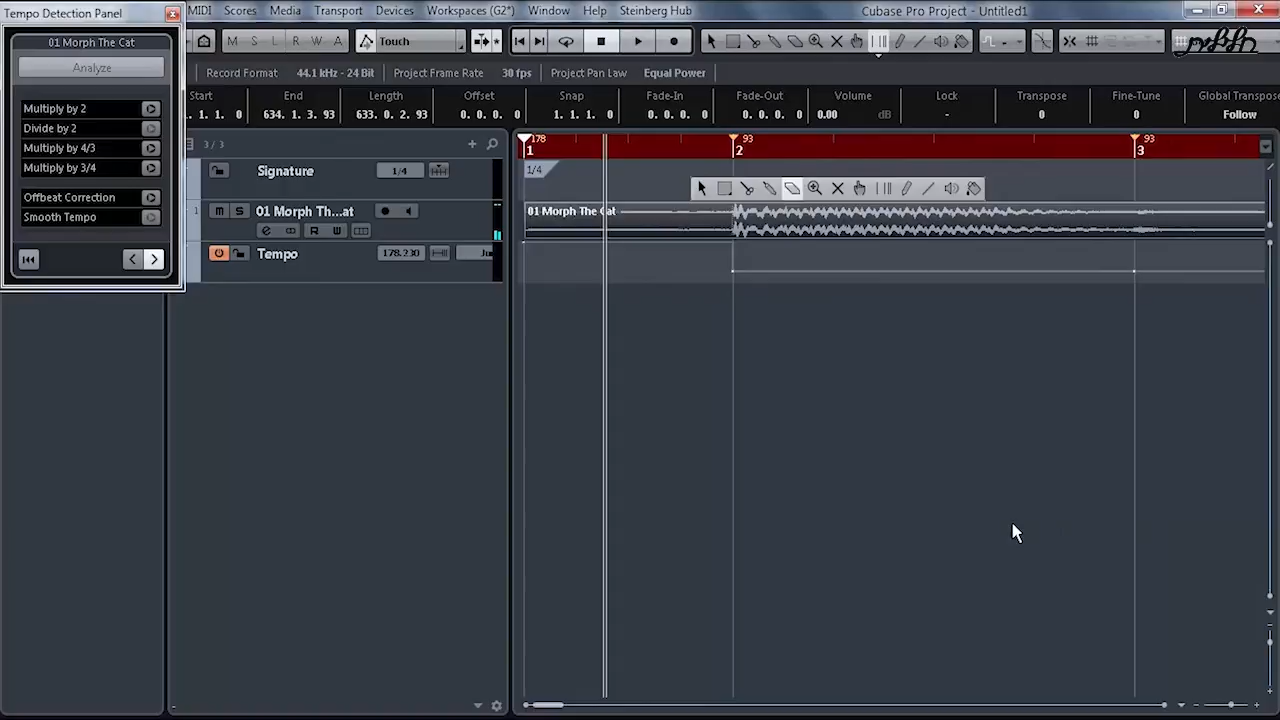 Tempo Detection Panel
MIDI Scores Media Transport Devices Workspaces (G2*) Window Help Steinberg Hub
Cubase Pro Project - Untitled1
01 Morph The Cat
Analyze
Multiply by 2
Divide by 2
Multiply by 4/3
Multiply by 3/4
Offbeat Correction
Smooth Tempo
M S L R W A Touch
Record Format 44.1 kHz - 24 Bit Project Frame Rate 30 fps Project Pan Law Equal Power
Start End Length Offset Snap Fade-In Fade-Out Volume Lock Transpose Fine-Tune Global Transpo
1. 1. 0 634. 1. 3. 93 633. 0. 2. 93 0. 0. 0. 0 1. 1. 1. 0 0. 0. 0. 0 0. 0. 0. 0 0.00 dB - 0 0 Follow
3 / 3
178 93 93
1 2 3
Signature 1/4
1/4
1 M S 01 Morph Th...at
R W
01 Morph The Cat
Tempo 178.230 Ju